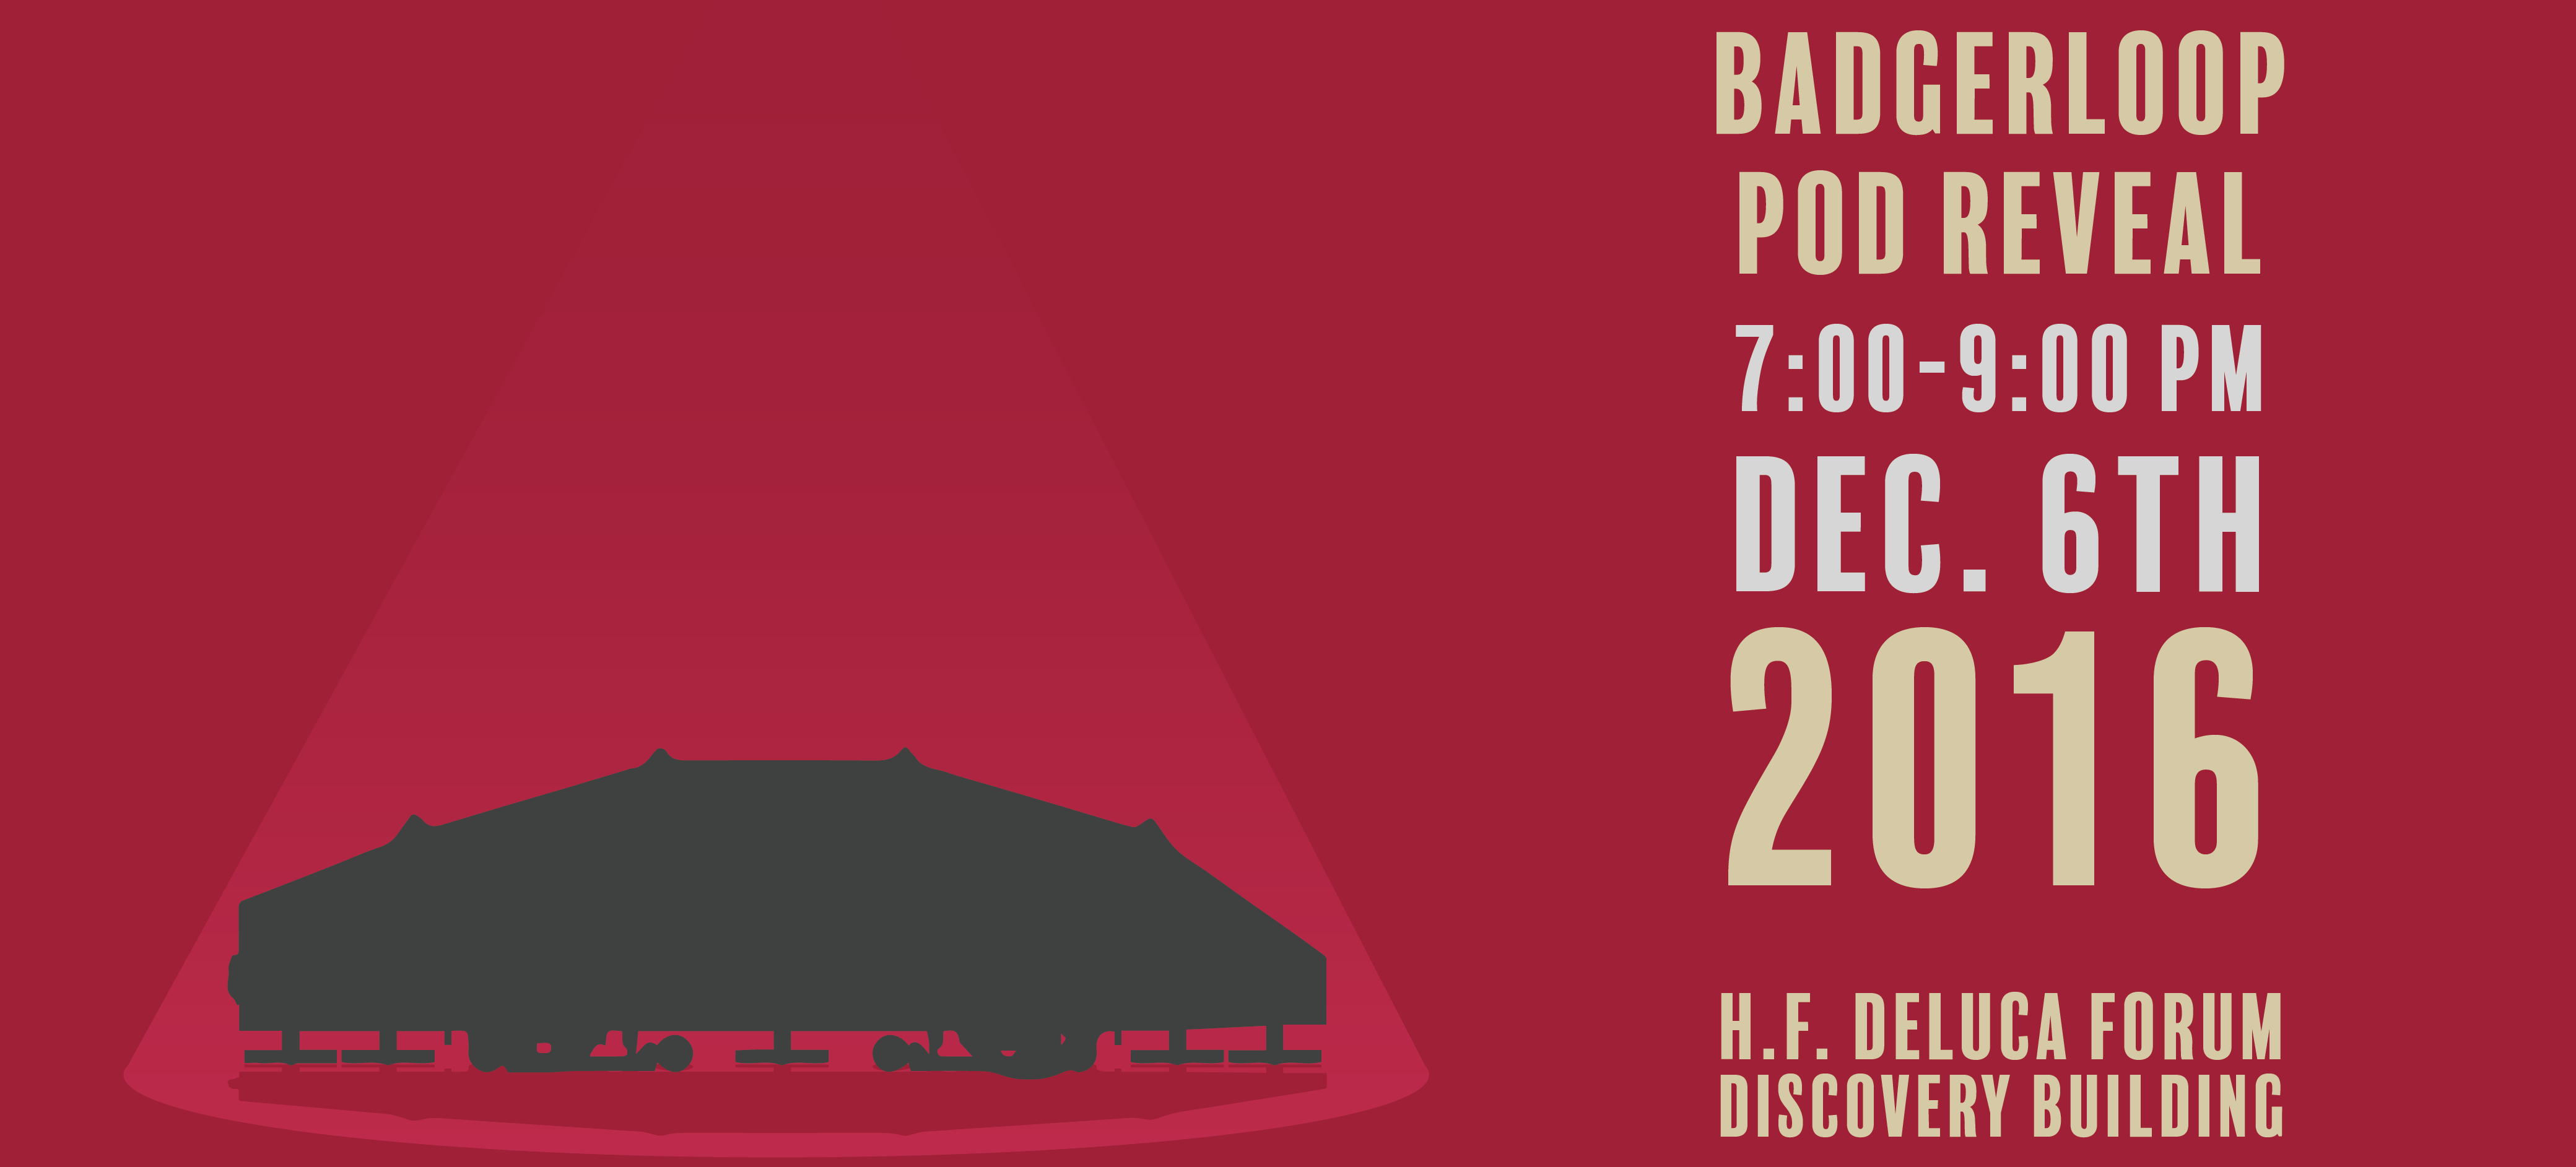 BADGERLOOP
POD REVEAL
7:00-9:00 PM
DEC. 6TH
2016
H.F. DELUCA FORUM
DISCOVERY BUILDING